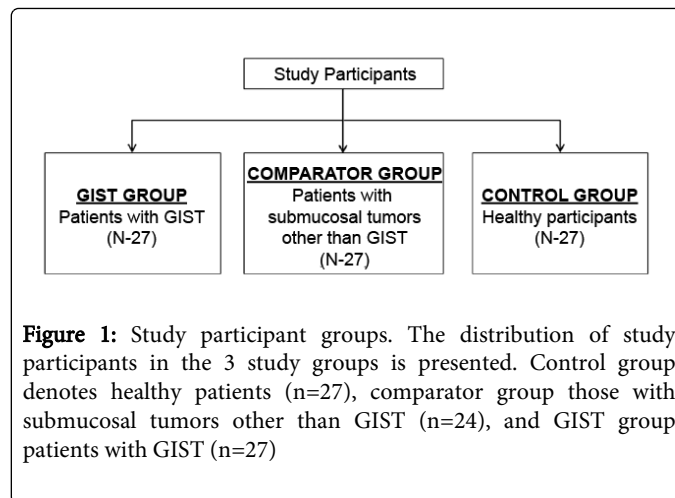 Study Participants
GIST GROUP
Patients with GIST
(N-27)
COMPARATOR GROUP
Patients with
submucosal tumors
other than GIST
(N-27)
CONTROL GROUP
Healthy participants
(N-27)
Figure 1: Study participant groups. The distribution of study
participants in the 3 study groups is presented. Control group
denotes healthy patients (n=27), comparator group those with
submucosal tumors other than GIST (n=24), and GIST group
patients with GIST (n=27)